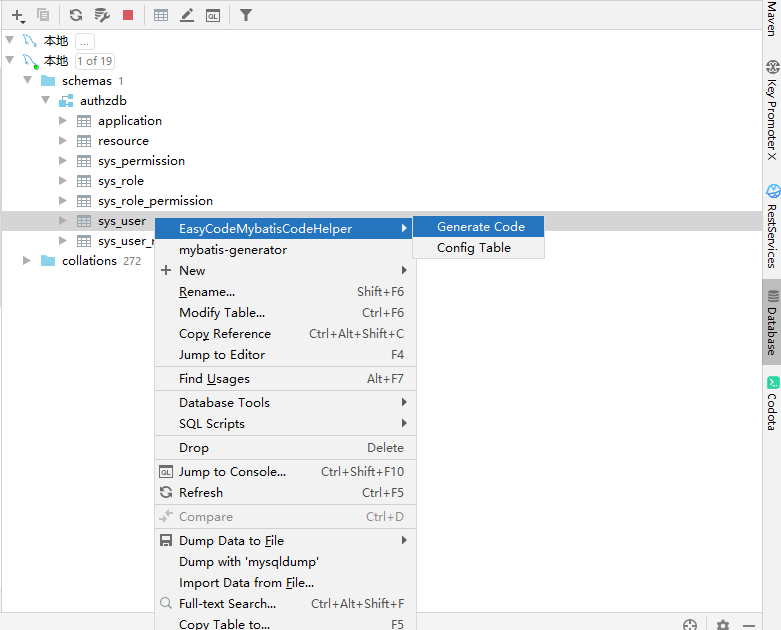 本地 ...
本地 1 of 19
schemas 1
authzdb
application
resource
sys_permission
sys_role
sys_role_permission
sys_user
sys_user_r
collations 272
EasyCodeMybatisCodeHelper
Generate Code
Config Table
mybatis-generator
New
Rename... Shift+F6
Modify Table... Ctrl+F6
Copy Reference Ctrl+Alt+Shift+C
Jump to Editor F4
Find Usages Alt+F7
Database Tools
SQL Scripts
Drop Delete
QL Jump to Console... Ctrl+Shift+F10
Refresh Ctrl+F5
Compare Ctrl+D
Dump Data to File
Dump with 'mysqldump'
Import Data from File...
Full-text Search... Ctrl+Alt+Shift+F
Copy Table to... F5
QL
Maven
Key Promoter X
RestServices
Database
Codota